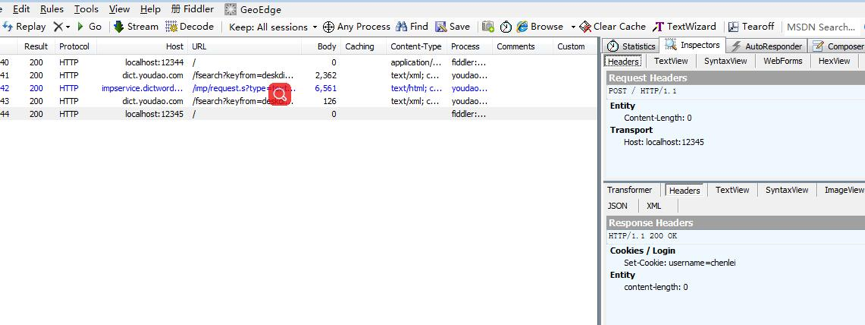 Edit Rules Tools View Help Fiddler GeoEdge
Replay Go Stream Decode Keep: All sessions Any Process Find Save Browse Clear Cache TextWizard Tearoff MSDN Search...
Result Protocol Host URL Body Caching Content-Type Process Comments Custom
40 200 HTTP localhost:12344 / 0 application/... fiddler:...
41 200 HTTP dict.youdao.com /fsearch?keyfrom=deskdi... 2,362 text/xml; c... youdao...
42 200 HTTP impservice.dictword... /imp/request.s?type= 6,561 text/html; c... youdao...
43 200 HTTP dict.youdao.com /fsearch?keyfrom=deskd... 126 text/xml; c... youdao...
44 200 HTTP localhost:12345 / 0 fiddler:...
Statistics Inspectors AutoResponder Composer
Headers TextView SyntaxView WebForms HexView
Request Headers
POST / HTTP/1.1
Entity
Content-Length: 0
Transport
Host: localhost:12345
Transformer Headers TextView SyntaxView ImageView
JSON XML
Response Headers
HTTP/1.1 200 OK
Cookies / Login
Set-Cookie: username=chenlei
Entity
content-length: 0